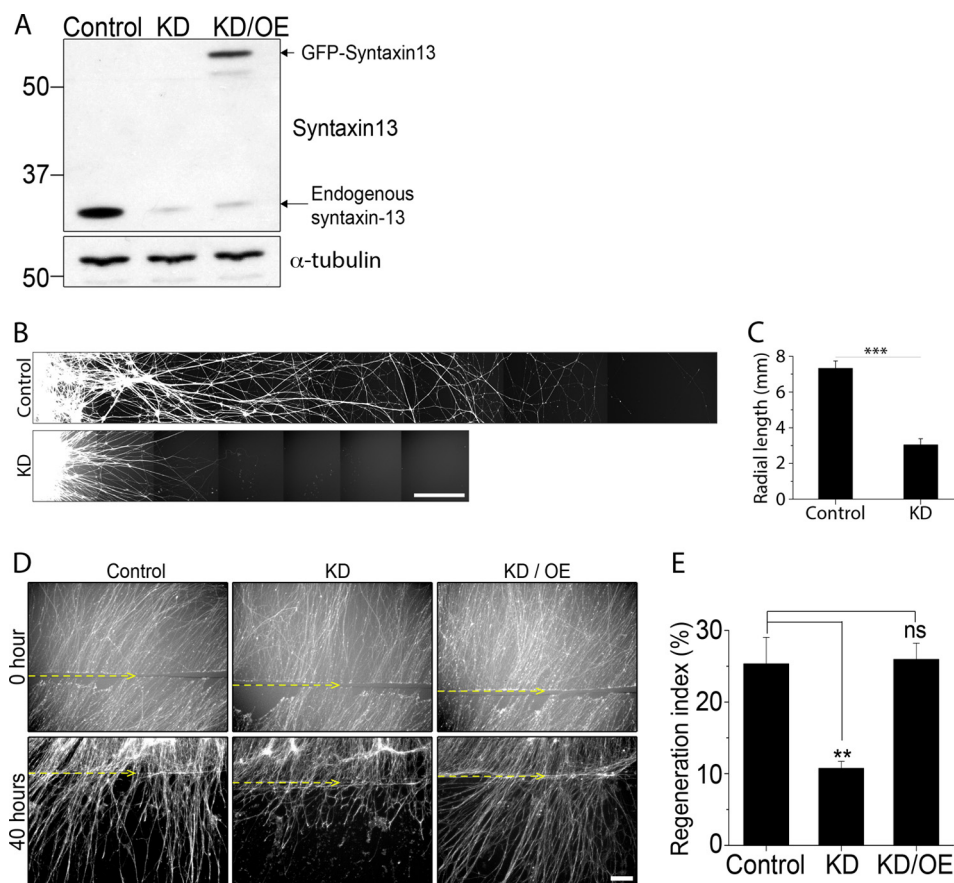 A
Control KD KD/OE
GFP-Syntaxin13
50
Syntaxin13
37
Endogenous
syntaxin-13
α-tubulin
50
B
Control
KD
C
***
Radial length (mm)
8
6
4
2
0
Control KD
D
Control KD KD / OE
0 hour
40 hours
E
Regeneration index (%)
30
20
10
0
ns
**
Control KD KD/OE